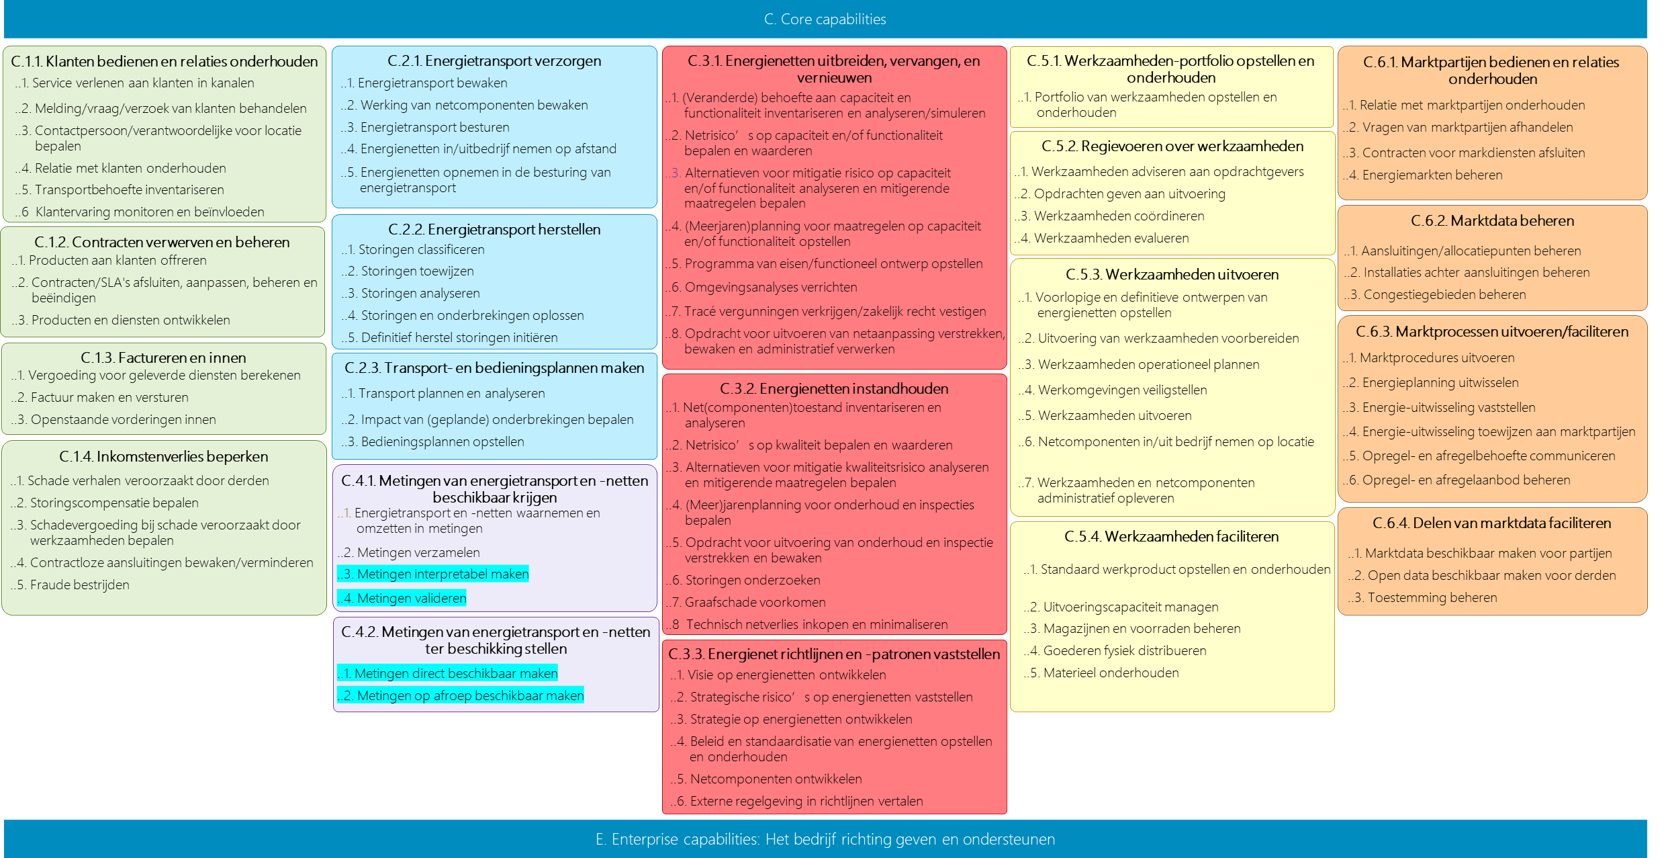 C. Core capabilities
C.1.1. Klanten bedienen en relaties onderhouden
..1. Service verlenen aan klanten in kanalen
..2. Melding/vraag/verzoek van klanten behandelen
..3. Contactpersoon/verantwoordelijke voor locatie
bepalen
..4. Relatie met klanten onderhouden
..5. Transportbehoefte inventariseren
..6 Klantervaring monitoren en beïnvloeden
C.1.2. Contracten verwerven en beheren
..1. Producten aan klanten offreren
..2. Contracten/SLA's afsluiten, aanpassen, beheren en
beëindigen
..3. Producten en diensten ontwikkelen
C.1.3. Factureren en innen
..1. Vergoeding voor geleverde diensten berekenen
..2. Factuur maken en versturen
..3. Openstaande vorderingen innen
C.1.4. Inkomstenverlies beperken
..1. Schade verhalen veroorzaakt door derden
..2. Storingscompensatie bepalen
..3. Schadevergoeding bij schade veroorzaakt door
werkzaamheden bepalen
..4. Contractloze aansluitingen bewaken/verminderen
..5. Fraude bestrijden
C.2.1. Energietransport verzorgen
..1. Energietransport bewaken
..2. Werking van netcomponenten bewaken
..3. Energietransport besturen
..4. Energienetten in/uitbedrijf nemen op afstand
..5. Energienetten opnemen in de besturing van
energietransport
C.2.2. Energietransport herstellen
..1. Storingen classificeren
..2. Storingen toewijzen
..3. Storingen analyseren
..4. Storingen en onderbrekingen oplossen
..5. Definitief herstel storingen initiëren
C.2.3. Transport- en bedieningsplannen maken
..1. Transport plannen en analyseren
..2. Impact van (geplande) onderbrekingen bepalen
..3. Bedieningsplannen opstellen
C.4.1. Metingen van energietransport en -netten
beschikbaar krijgen
..1. Energietransport en -netten waarnemen en
omzetten in metingen
..2. Metingen verzamelen
..3. Metingen interpretabel maken
..4. Metingen valideren
C.4.2. Metingen van energietransport en -netten
ter beschikking stellen
..1. Metingen direct beschikbaar maken
..2. Metingen op afroep beschikbaar maken
C.3.1. Energienetten uitbreiden, vervangen, en
vernieuwen
..1. (Veranderde) behoefte aan capaciteit en
functionaliteit inventariseren en analyseren/simuleren
..2. Netrisico's op capaciteit en/of functionaliteit
bepalen en waarderen
..3. Alternatieven voor mitigatie risico op capaciteit
en/of functionaliteit analyseren en mitigerende
maatregelen bepalen
..4. (Meerjaren)planning voor maatregelen op capaciteit
en/of functionaliteit opstellen
..5. Programma van eisen/functioneel ontwerp opstellen
..6. Omgevingsanalyses verrichten
..7. Tracé vergunningen verkrijgen/zakelijk recht vestigen
..8. Opdracht voor uitvoeren van netaanpassing verstrekken,
bewaken en administratief verwerken
C.3.2. Energienetten instandhouden
..1. Net(componenten)toestand inventariseren en
analyseren
..2. Netrisico's op kwaliteit bepalen en waarderen
..3. Alternatieven voor mitigatie kwaliteitsrisico analyseren
en mitigerende maatregelen bepalen
..4. (Meer)jarenplanning voor onderhoud en inspecties
bepalen
..5. Opdracht voor uitvoering van onderhoud en inspectie
verstrekken en bewaken
..6. Storingen onderzoeken
..7. Graafschade voorkomen
..8 Technisch netverlies inkopen en minimaliseren
C.3.3. Energienet richtlijnen en -patronen vaststellen
..1. Visie op energienetten ontwikkelen
..2. Strategische risico's op energienetten vaststellen
..3. Strategie op energienetten ontwikkelen
..4. Beleid en standaardisatie van energienetten opstellen
en onderhouden
..5. Netcomponenten ontwikkelen
..6. Externe regelgeving in richtlijnen vertalen
C.5.1. Werkzaamheden-portfolio opstellen en
onderhouden
..1. Portfolio van werkzaamheden opstellen en
onderhouden
C.5.2. Regievoeren over werkzaamheden
..1. Werkzaamheden adviseren aan opdrachtgevers
..2. Opdrachten geven aan uitvoering
..3. Werkzaamheden coördineren
..4. Werkzaamheden evalueren
C.5.3. Werkzaamheden uitvoeren
..1. Voorlopige en definitieve ontwerpen van
energienetten opstellen
..2. Uitvoering van werkzaamheden voorbereiden
..3. Werkzaamheden operationeel plannen
..4. Werkomgevingen veiligstellen
..5. Werkzaamheden uitvoeren
..6. Netcomponenten in/uit bedrijf nemen op locatie
..7. Werkzaamheden en netcomponenten
administratief opleveren
C.5.4. Werkzaamheden faciliteren
..1. Standaard werkproduct opstellen en onderhouden
..2. Uitvoeringscapaciteit managen
..3. Magazijnen en voorraden beheren
..4. Goederen fysiek distribueren
..5. Materieel onderhouden
C.6.1. Marktpartijen bedienen en relaties
onderhouden
..1. Relatie met marktpartijen onderhouden
..2. Vragen van marktpartijen afhandelen
..3. Contracten voor markdiensten afsluiten
..4. Energiemarkten beheren
C.6.2. Marktdata beheren
..1. Aansluitingen/allocatiepunten beheren
..2. Installaties achter aansluitingen beheren
..3. Congestiegebieden beheren
C.6.3. Marktprocessen uitvoeren/faciliteren
..1. Marktprocedures uitvoeren
..2. Energieplanning uitwisselen
..3. Energie-uitwisseling vaststellen
..4. Energie-uitwisseling toewijzen aan marktpartijen
..5. Opregel- en afregelbehoefte communiceren
..6. Opregel- en afregelaanbod beheren
C.6.4. Delen van marktdata faciliteren
..1. Marktdata beschikbaar maken voor partijen
..2. Open data beschikbaar maken voor derden
..3. Toestemming beheren
E. Enterprise capabilities: Het bedrijf richting geven en ondersteunen